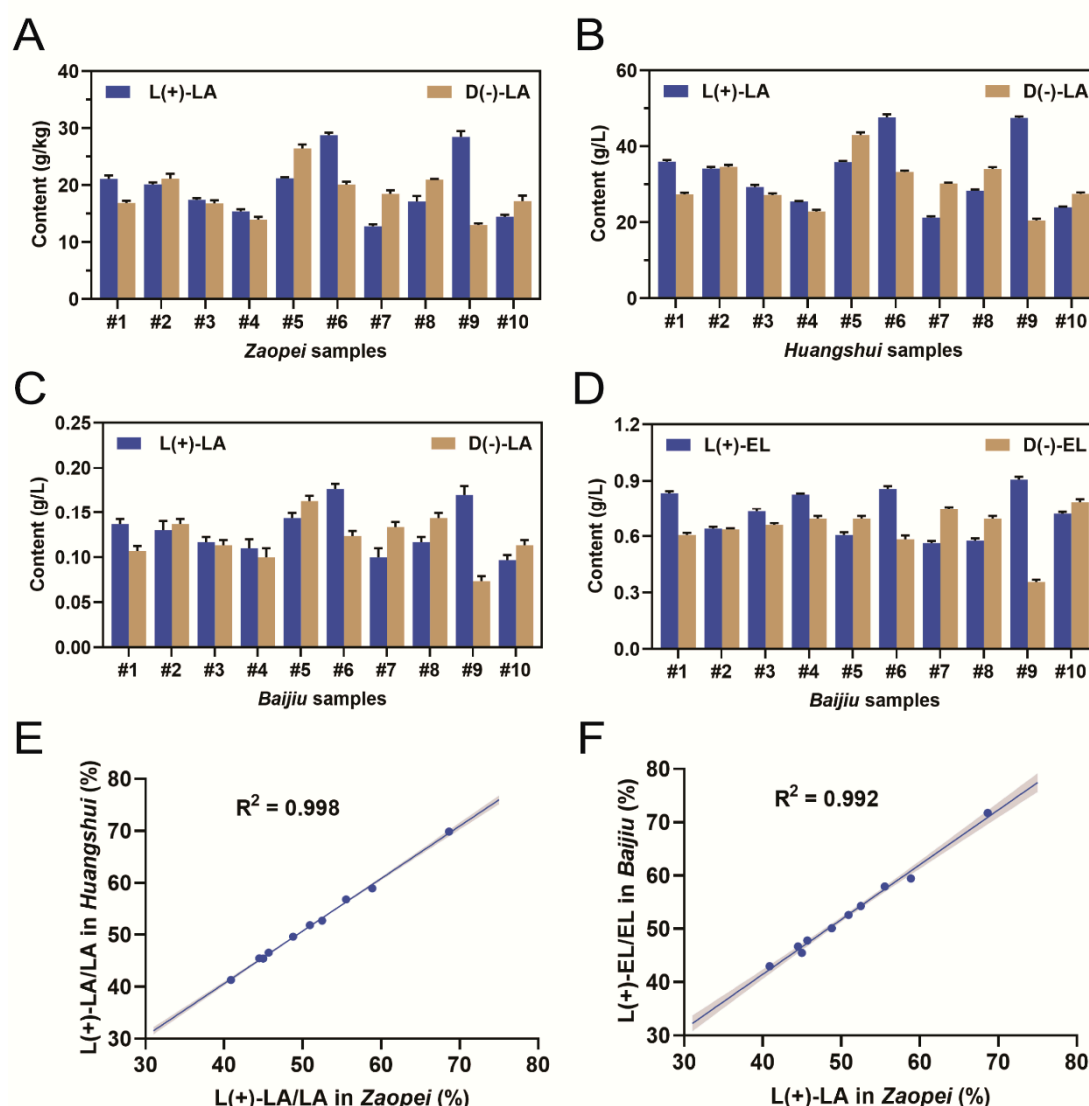 A
40
30
20
10
0
Content (g/kg)
L(+)-LA
D(-)-LA
#1 #2 #3 #4 #5 #6 #7 #8 #9 #10
Zaopei samples
B
60
40
20
0
Content (g/L)
L(+)-LA
D(-)-LA
#1 #2 #3 #4 #5 #6 #7 #8 #9 #10
Huangshui samples
C
0.25
0.20
0.15
0.10
0.05
0.00
Content (g/L)
L(+)-LA
D(-)-LA
#1 #2 #3 #4 #5 #6 #7 #8 #9 #10
Baijiu samples
D
1.2
0.9
0.6
0.3
0.0
Content (g/L)
L(+)-EL
D(-)-EL
#1 #2 #3 #4 #5 #6 #7 #8 #9 #10
Baijiu samples
E
80
70
60
50
40
30
L(+)-LA/LA in Huangshui (%)
R² = 0.998
30 40 50 60 70 80
L(+)-LA/LA in Zaopei (%)
F
80
70
60
50
40
30
L(+)-EL/EL in Baijiu (%)
R² = 0.992
30 40 50 60 70 80
L(+)-LA in Zaopei (%)